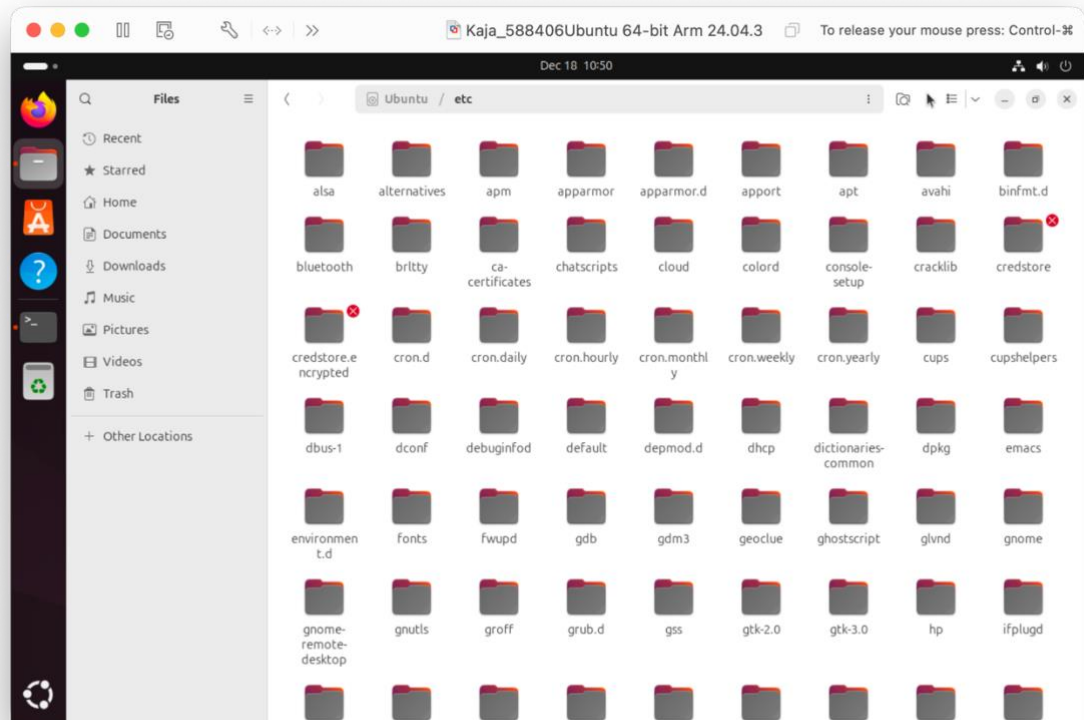 Kaja_588406Ubuntu 64-bit Arm 24.04.3
To release your mouse press: Control-⌘
Dec 18 10:50
Files
Ubuntu / etc
Recent
Starred
Home
Documents
Downloads
Music
Pictures
Videos
Trash
+ Other Locations
alsa alternatives apm apparmor apparmor.d apport apt avahi binfmt.d
bluetooth brltty ca-
certificates chatscripts cloud colord console-
setup cracklib credstore
credstore.e
ncrypted cron.d cron.daily cron.hourly cron.monthl
y cron.weekly cron.yearly cups cupshelpers
dbus-1 dconf debuginfod default depmod.d dhcp dictionaries-
common dpkg emacs
environmen
t.d fonts fwupd gdb gdm3 geoclue ghostscript glvnd gnome
gnome-
remote-
desktop gnutls groff grub.d gss gtk-2.0 gtk-3.0 hp ifplugd